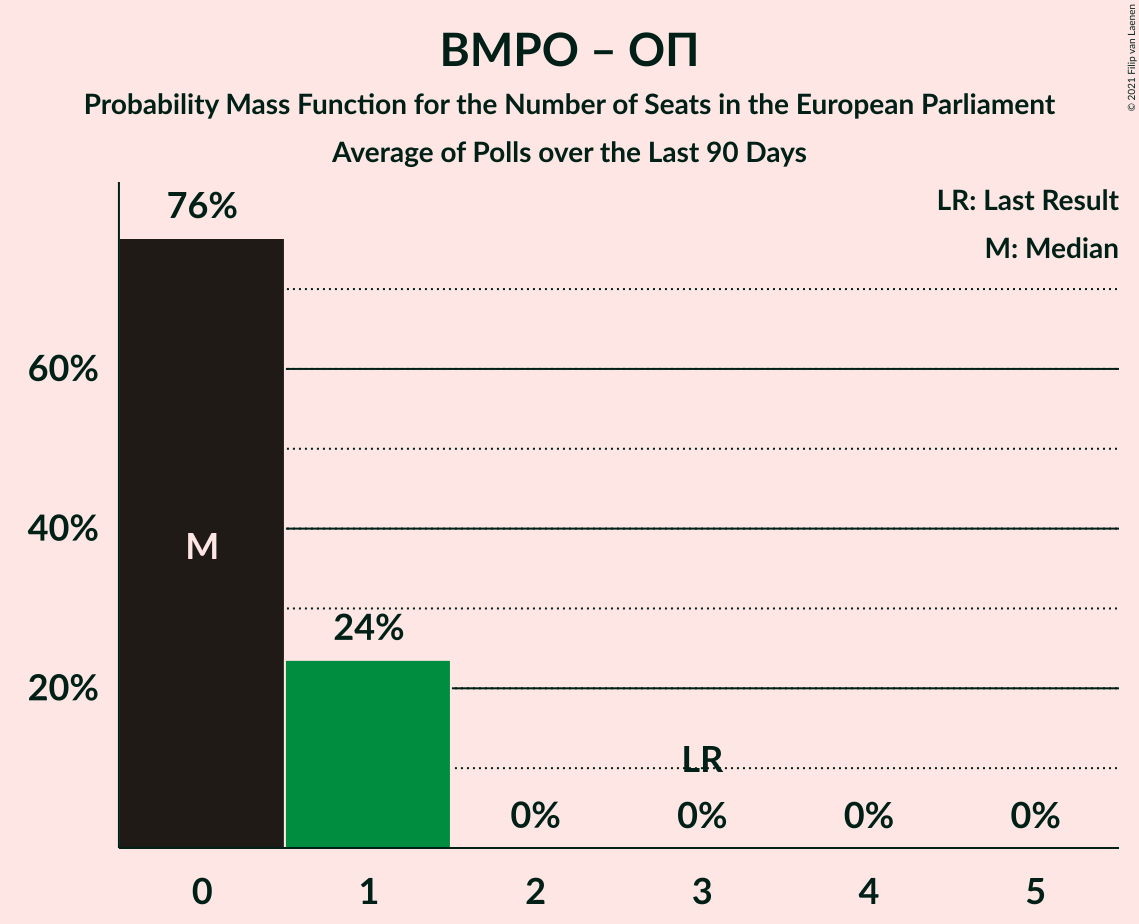 ВМРО – ОП
Probability Mass Function for the Number of Seats in the European Parliament
Average of Polls over the Last 90 Days
© 2021 Filip van Laenen
LR: Last Result
M: Median
76%
60%
40%
20%
M
24%
LR
0%
0%
0%
0%
0
1
2
3
4
5